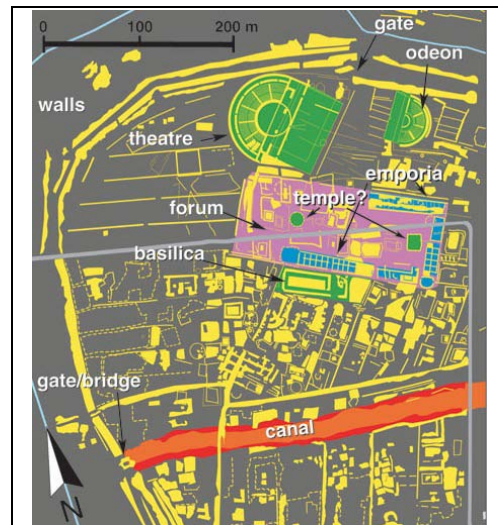 0 100 200 m
gate
odeon
walls
theatre
emporia
temple?
forum
basilica
gate/bridge
canal
N